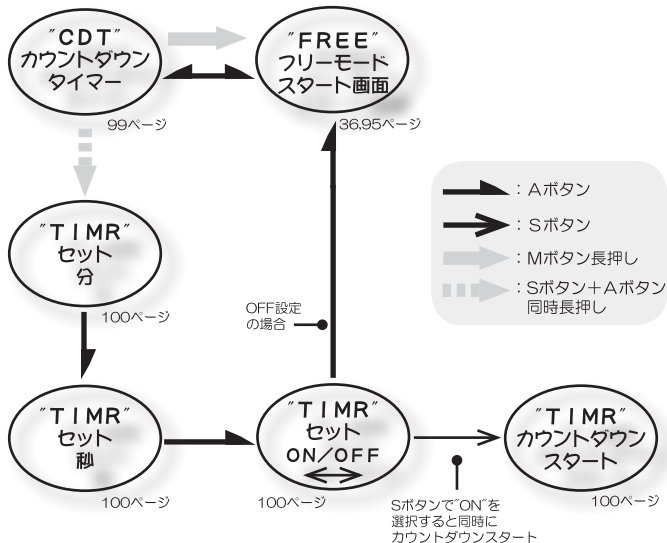 "CDT"
カウントダウン
タイマー
99ページ
"FREE"
フリーモード
スタート画面
36,95ページ
：Aボタン
：Sボタン
：Mボタン長押し
：Sボタン＋Aボタン
同時長押し
"TIMR"
セット
分
100ページ
OFF設定
の場合
"TIMR"
セット
秒
100ページ
"TIMR"
セット
ON／OFF
100ページ
"TIMR"
カウントダウン
スタート
100ページ
Sボタンで"ON"を
選択すると同時に
カウントダウンスタート